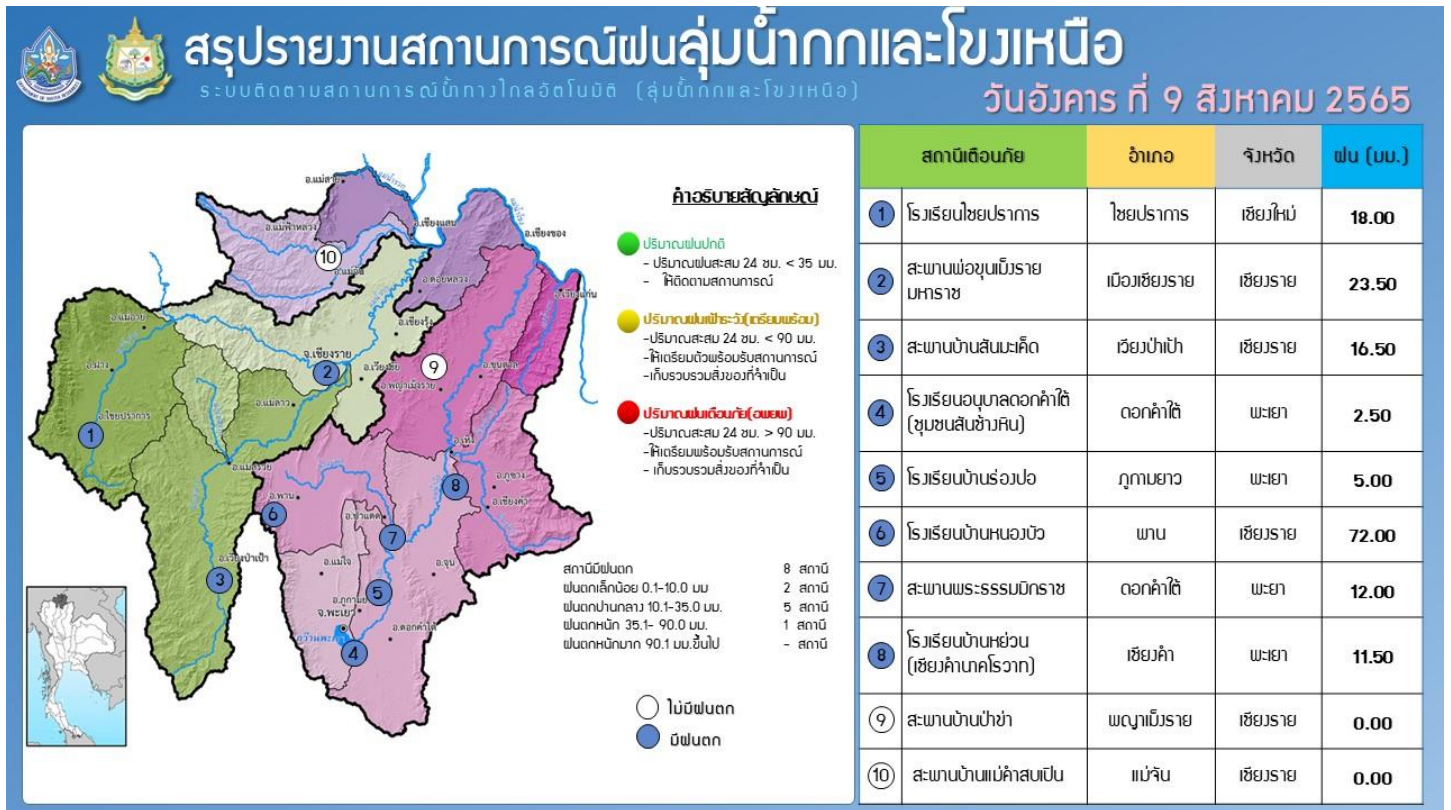 สรุปรายงานสถานการณ์ฝนลุ่มน้ำกกและโขงเหนือ
ระบบติดตามสถานการณ์น้ำทางไกลอัตโนมัติ (ลุ่มน้ำกกและโขงเหนือ)
วันอังคาร ที่ 9 สิงหาคม 2565
คำอธิบายสัญลักษณ์
ปริมาณฝนปกติ
- ปริมาณฝนสะสม 24 ชม. < 35 มม.
- ให้ติดตามสถานการณ์
ปริมาณฝนเฝ้าระวัง(เตรียมพร้อม)
-ปริมาณสะสม 24 ชม. < 90 มม.
-ให้เตรียมตัวพร้อมรับสถานการณ์
-เก็บรวบรวมสิ่งของที่จำเป็น
ปริมาณฝนเตือนภัย(อพยพ)
-ปริมาณสะสม 24 ชม. > 90 มม.
-ให้เตรียมพร้อมรับสถานการณ์
- เก็บรวบรวมสิ่งของที่จำเป็น
อ.แม่สาย
อ.แม่ฟ้าหลวง
อ.เชียงแสน
อ.เชียงของ
10
อ.แม่จัน
อ.ดอยหลวง
อ.เวียงแก่น
อ.แม่อาย
อ.เชียงรุ้ง
จ.เชียงราย
2
อ.เวียงชัย
9
อ.พญาเม็งราย
อ.ขุนตาล
อ.ฝาง
อ.ไชยปราการ
1
อ.แม่ลาว
อ.เทิง
อ.แม่สรวย
8
อ.ภูซาง
อ.เชียงคำ
อ.พาน
6
อ.ป่าแดด
7
อ.เวียงป่าเป้า
3
อ.แม่ใจ
อ.จุน
5
จ.พะเยา
อ.ดอกคำใต้
4
สถานีมีฝนตก 8 สถานี
ฝนตกเล็กน้อย 0.1-10.0 มม 2 สถานี
ฝนตกปานกลาง 10.1-35.0 มม. 5 สถานี
ฝนตกหนัก 35.1- 90.0 มม. 1 สถานี
ฝนตกหนักมาก 90.1 มม.ขึ้นไป - สถานี
ไม่มีฝนตก
มีฝนตก
สถานีเตือนภัย อำเภอ จังหวัด ฝน (มม.)
1 โรงเรียนไชยปราการ ไชยปราการ เชียงใหม่ 18.00
2 สะพานพ่อขุนเม็งราย เมืองเชียงราย เชียงราย 23.50
มหาราช
3 สะพานบ้านสันมะเค็ด เวียงป่าเป้า เชียงราย 16.50
4 โรงเรียนอนุบาลดอกคำใต้ ดอกคำใต้ พะเยา 2.50
(ชุมชนสันช้างหิน)
5 โรงเรียนบ้านร่องปอ ภูกามยาว พะเยา 5.00
6 โรงเรียนบ้านหนองบัว พาน เชียงราย 72.00
7 สะพานพระธรรมมิกราช ดอกคำใต้ พะยา 12.00
8 โรงเรียนบ้านหย่วน เชียงคำ พะเยา 11.50
(เชียงคำนาคโรวาท)
9 สะพานบ้านป่าข่า พญาเม็งราย เชียงราย 0.00
10 สะพานบ้านแม่คำสบเปิน แม่จัน เชียงราย 0.00